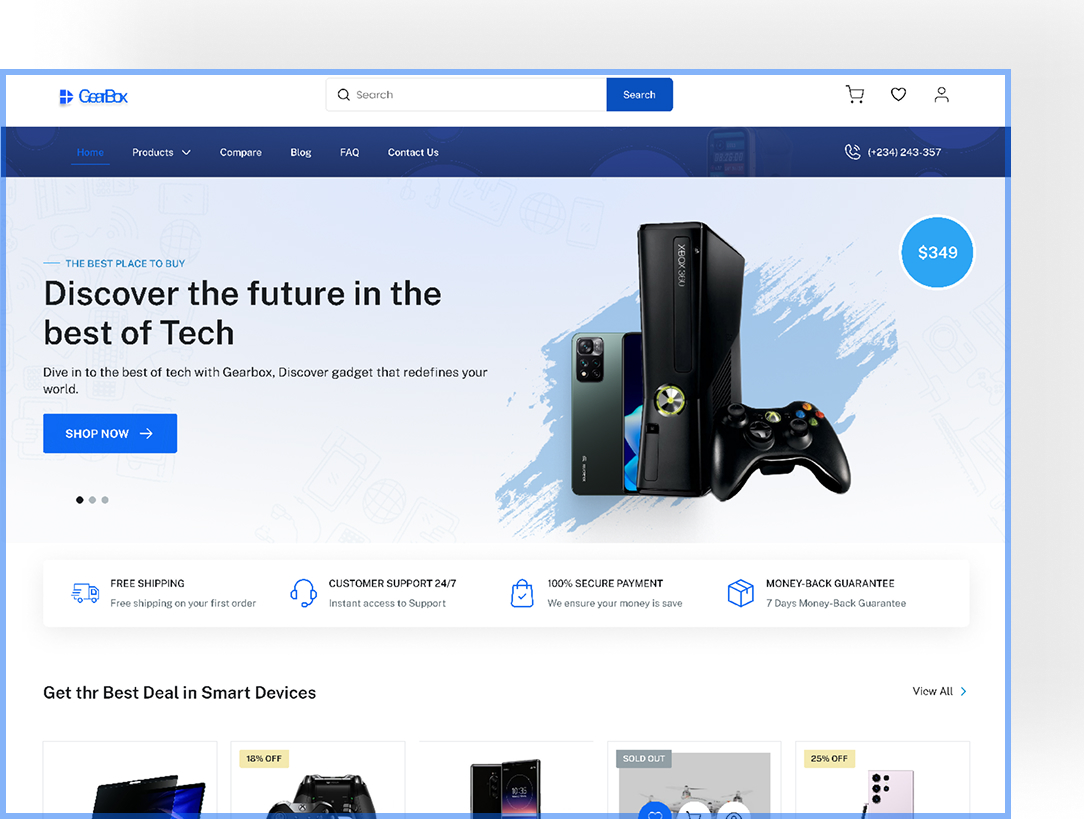 GearBox
Search
Search
Home Products Compare Blog FAQ Contact Us
(+234) 243-357
THE BEST PLACE TO BUY
Discover the future in the
best of Tech
Dive in to the best of tech with Gearbox, Discover gadget that redefines your
world.
SHOP NOW
XBOX 360
$349
FREE SHIPPING
Free shipping on your first order
CUSTOMER SUPPORT 24/7
Instant access to Support
100% SECURE PAYMENT
We ensure your money is save
MONEY-BACK GUARANTEE
7 Days Money-Back Guarantee
Get thr Best Deal in Smart Devices
View All
18% OFF
10:35
SOLD OUT
25% OFF